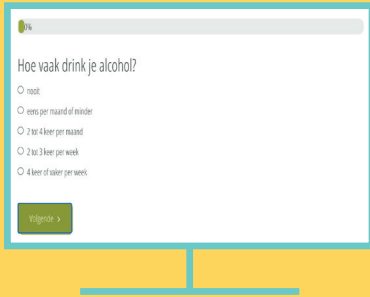 0%
Hoe vaak drink je alcohol?
nooit
eens per maand of minder
2 tot 4 keer per maand
2 tot 3 keer per week
4 keer of vaker per week
Volgende >